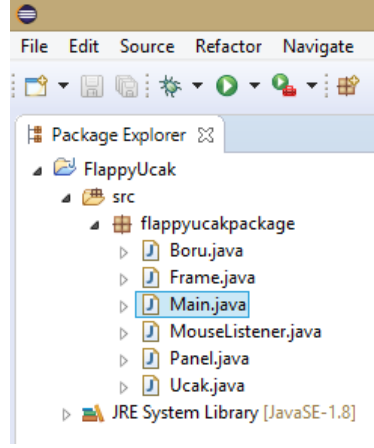 File Edit Source Refactor Navigate
Package Explorer
FlappyUcak
src
flappyucakpackage
Boru.java
Frame.java
Main.java
MouseListener.java
Panel.java
Ucak.java
JRE System Library [JavaSE-1.8]